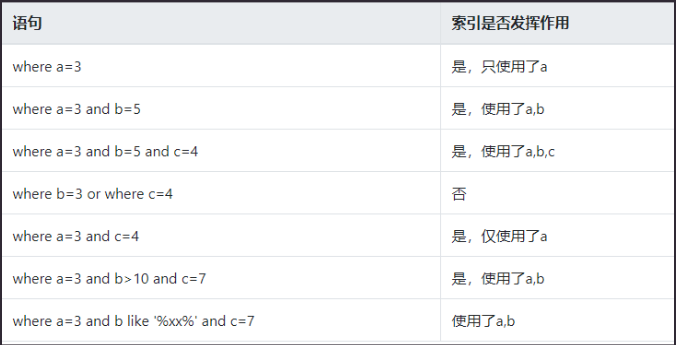 语句 索引是否发挥作用
where a=3 是，只使用了a
where a=3 and b=5 是，使用了a,b
where a=3 and b=5 and c=4 是，使用了a,b,c
where b=3 or where c=4 否
where a=3 and c=4 是，仅使用了a
where a=3 and b>10 and c=7 是，使用了a,b
where a=3 and b like '%xx%' and c=7 使用了a,b